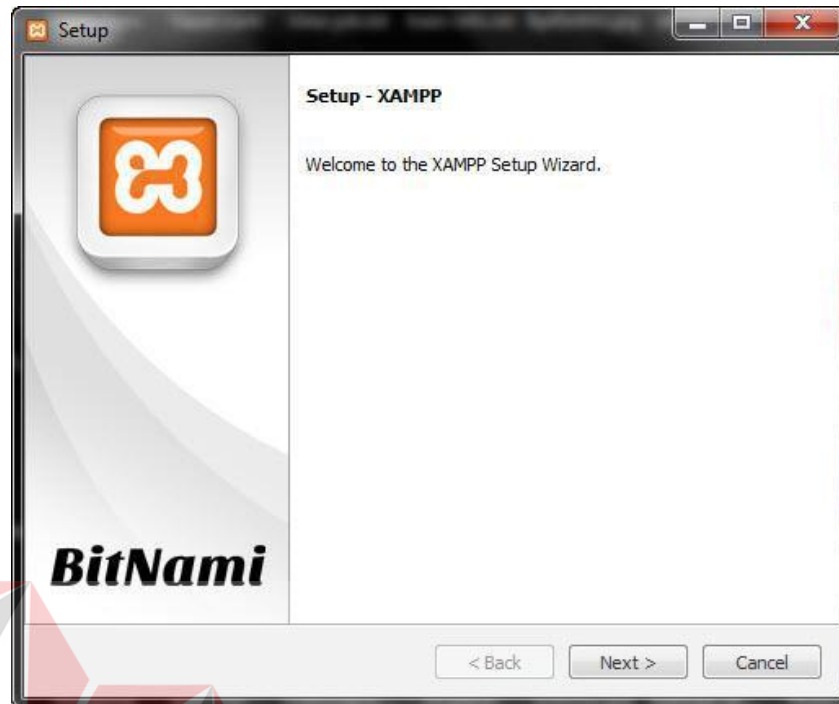 Setup
Setup - XAMPP
Welcome to the XAMPP Setup Wizard.
BitNami
< Back
Next >
Cancel